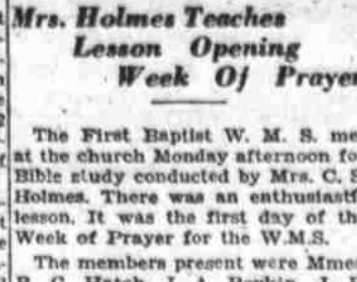 Mrs. Holmes Teaches
Lesson Opening
Week Of Prayer
The First Baptist W. M. S. me
at the church Monday afternoon fo
Bible study conducted by Mrs. C. S
Holmes. There was an enthusiasti
lesson. It was the first day of th
Week of Prayer for the W.M.S.
The members present were Mmes